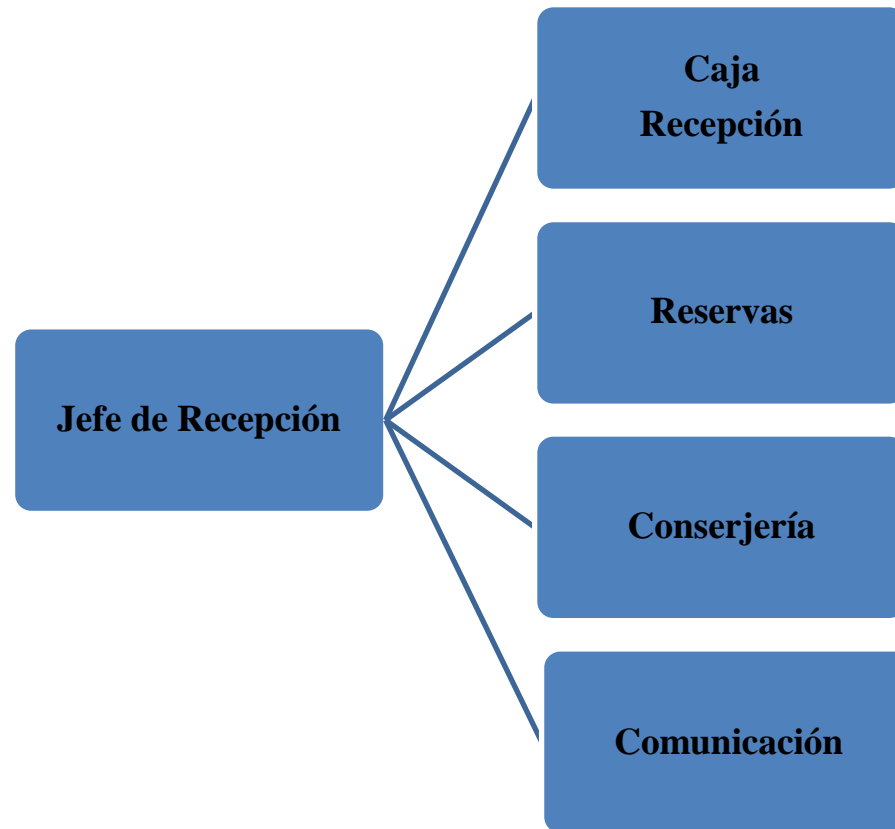 Caja
Recepción
Reservas
Jefe de Recepción
Conserjería
Comunicación